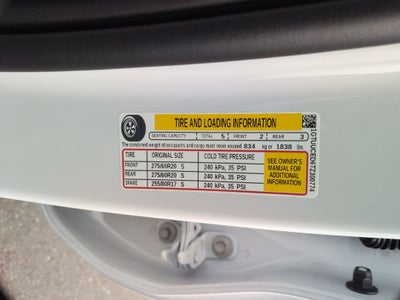 TIRE AND LOADING INFORMATION
SEATING CAPACITY TOTAL 5 FRONT 2 REAR 3
The combined weight of occupants and cargo must never exceed 834 kg or 1838 lbs
TIRE ORIGINAL SIZE COLD TIRE PRESSURE
FRONT 275/60R20 S 240 kPa, 35 PSI
REAR 275/60R20 S 240 kPa, 35 PSI
SPARE 255/80R17 S 240 kPa, 35 PSI
SEE OWNER'S
MANUAL FOR
ADDITIONAL
INFORMATION